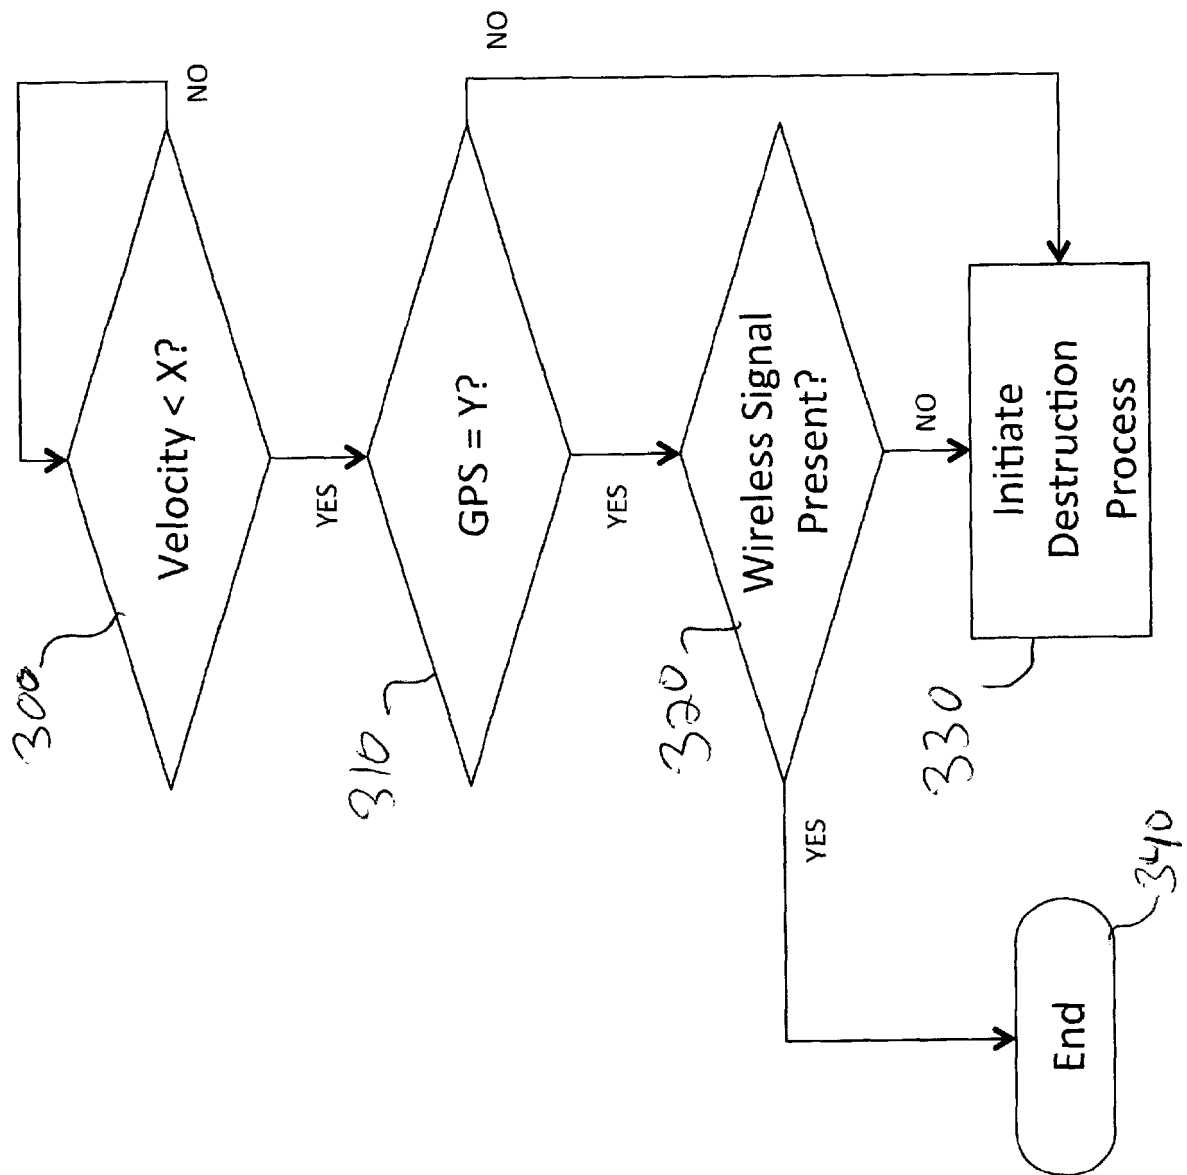 300
Velocity < X?
NO
YES
310
GPS = Y?
NO
YES
320
Wireless Signal
Present?
YES
NO
330
Initiate
Destruction
Process
End
340